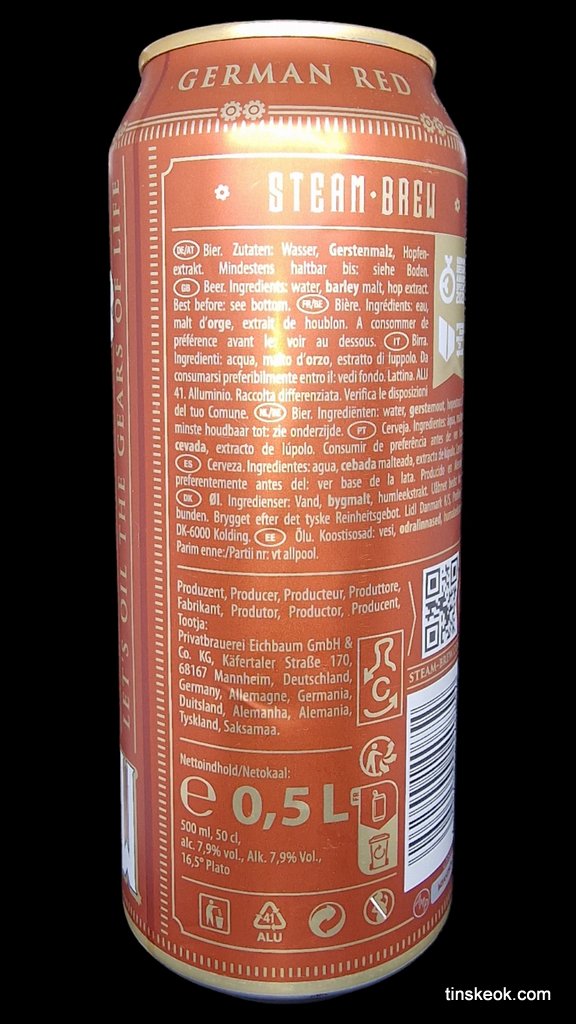 GERMAN RED
STEAM·BREW
LET'S OIL THE GEARS OF LIFE
DE/AT Bier. Zutaten: Wasser, Gerstenmalz, Hopfen-
extrakt. Mindestens haltbar bis: siehe Boden.
GB Beer. Ingredients: water, barley malt, hop extract.
Best before: see bottom. FR/BE Bière. Ingrédients: eau,
malt d'orge, extrait de houblon. A consommer de
préférence avant le: voir au dessous. IT Birra.
Ingredienti: acqua, malto d'orzo, estratto di luppolo. Da
consumarsi preferibilmente entro il: vedi fondo. Lattina. ALU
41. Alluminio. Raccolta differenziata. Verifica le disposizioni
del tuo Comune. NL/BE Bier. Ingrediënten: water, gerstemout,
minste houdbaar tot: zie onderzijde. PT Cerveja. Ingredientes: água,
cevada, extracto de lúpolo. Consumir de preferência antes de: ver
ES Cerveza. Ingredientes: agua, cebada malteada, extracto de
preferentemente antes del: ver base de la lata. Producido en
DK Øl. Ingredienser: Vand, bygmalt, humleekstrakt.
bunden. Brygget efter det tyske Reinheitsgebot. Lidl Danmark K/S,
DK-6000 Kolding. EE Õlu. Koostisosad: vesi, odralinnased,
Parim enne:/Partii nr: vt allpool.
Produzent, Producer, Producteur, Produttore,
Fabrikant, Produtor, Productor, Producent,
Tootja:
Privatbrauerei Eichbaum GmbH &
Co. KG, Käfertaler Straße 170,
68167 Mannheim, Deutschland,
Germany, Allemagne, Germania,
Duitsland, Alemanha, Alemania,
Tyskland, Saksamaa.
C
STEAM-BREW
Nettoindhold/Netokaal:
e 0,5 L
FR
500 ml, 50 cl,
alc. 7,9% vol., Alk. 7,9% Vol.,
16,5° Plato
41
ALU
tinskeok.com